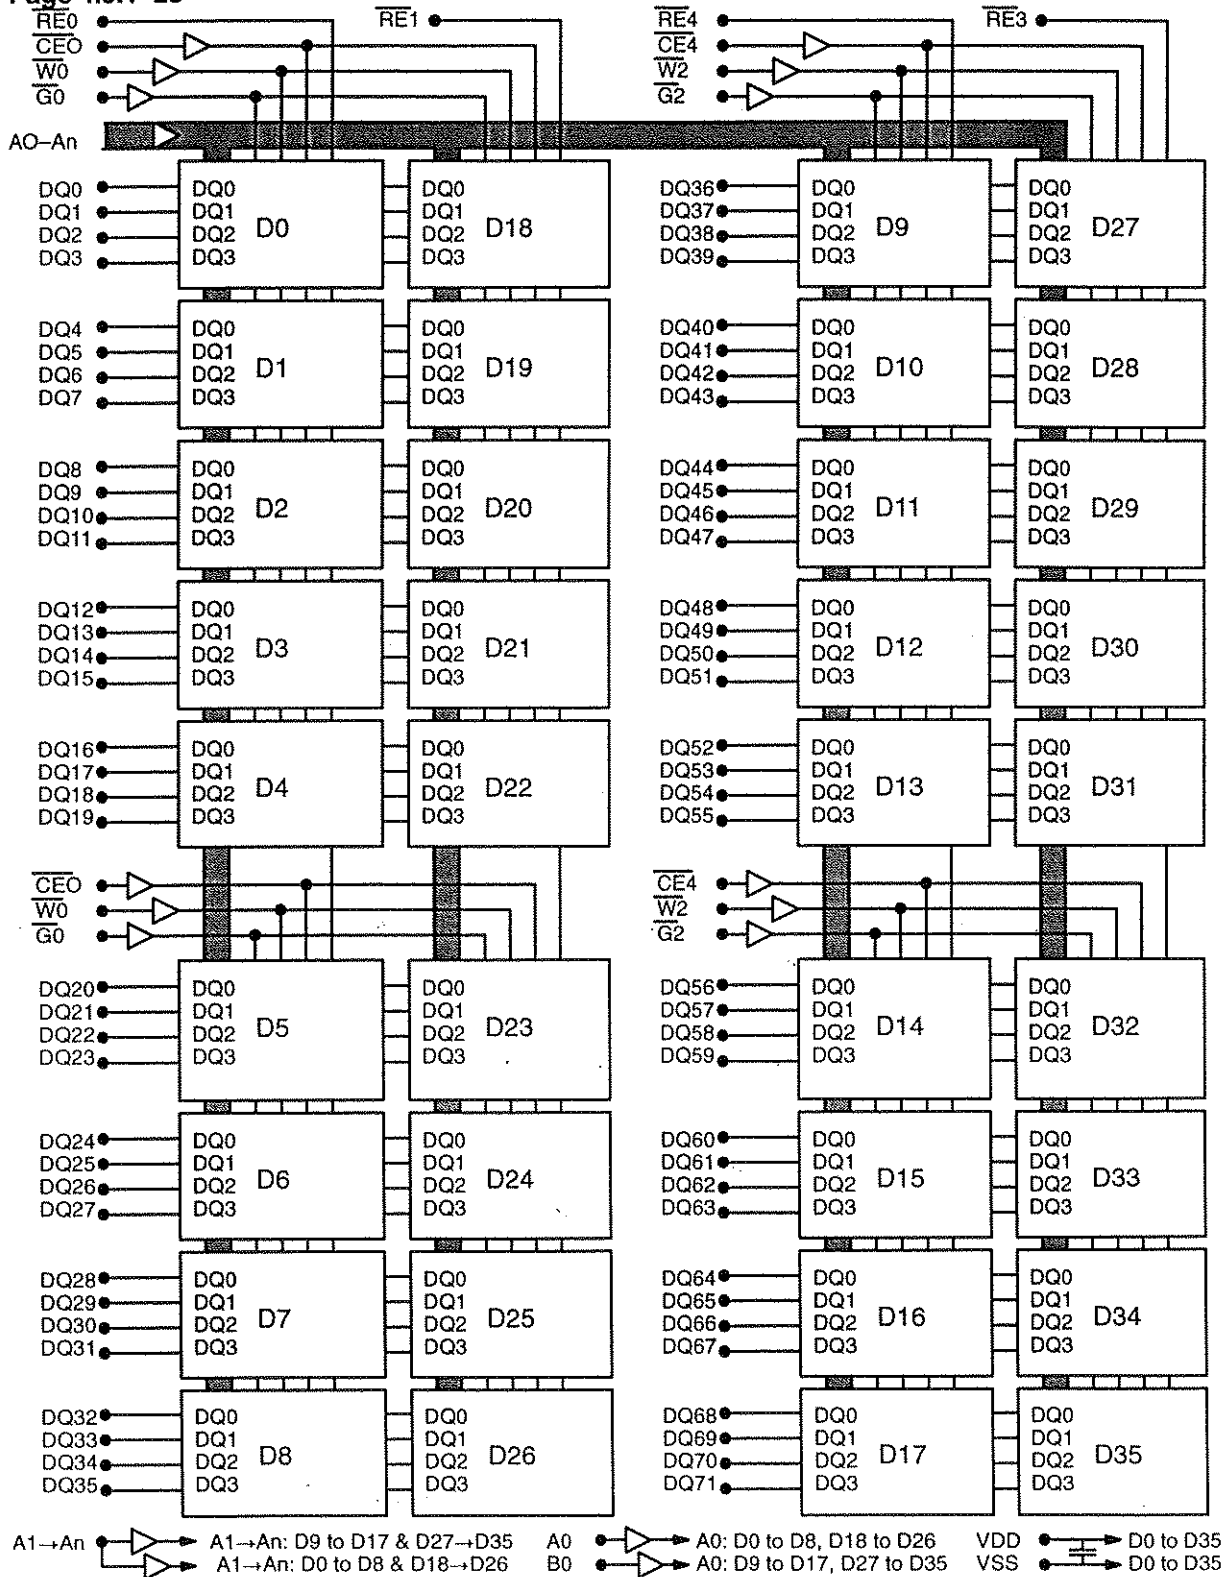 Page no.: 28
RE0 RE1 RE4 RE3
CEO CE4
W0 W2
G0 G2
AO–An
DQ0 DQ0 DQ0 DQ36 DQ0 DQ0
DQ1 DQ1 DQ1 DQ37 DQ1 DQ1
D0 D18 D9 D27
DQ2 DQ2 DQ2 DQ38 DQ2 DQ2
DQ3 DQ3 DQ3 DQ39 DQ3 DQ3
DQ4 DQ0 DQ0 DQ40 DQ0 DQ0
DQ5 DQ1 DQ1 DQ41 DQ1 DQ1
D1 D19 D10 D28
DQ6 DQ2 DQ2 DQ42 DQ2 DQ2
DQ7 DQ3 DQ3 DQ43 DQ3 DQ3
DQ8 DQ0 DQ0 DQ44 DQ0 DQ0
DQ9 DQ1 DQ1 DQ45 DQ1 DQ1
D2 D20 D11 D29
DQ10 DQ2 DQ2 DQ46 DQ2 DQ2
DQ11 DQ3 DQ3 DQ47 DQ3 DQ3
DQ12 DQ0 DQ0 DQ48 DQ0 DQ0
DQ13 DQ1 DQ1 DQ49 DQ1 DQ1
D3 D21 D12 D30
DQ14 DQ2 DQ2 DQ50 DQ2 DQ2
DQ15 DQ3 DQ3 DQ51 DQ3 DQ3
DQ16 DQ0 DQ0 DQ52 DQ0 DQ0
DQ17 DQ1 DQ1 DQ53 DQ1 DQ1
D4 D22 D13 D31
DQ18 DQ2 DQ2 DQ54 DQ2 DQ2
DQ19 DQ3 DQ3 DQ55 DQ3 DQ3
CEO CE4
W0 W2
G0 G2
DQ20 DQ0 DQ0 DQ56 DQ0 DQ0
DQ21 DQ1 DQ1 DQ57 DQ1 DQ1
D5 D23 D14 D32
DQ22 DQ2 DQ2 DQ58 DQ2 DQ2
DQ23 DQ3 DQ3 DQ59 DQ3 DQ3
DQ24 DQ0 DQ0 DQ60 DQ0 DQ0
DQ25 DQ1 DQ1 DQ61 DQ1 DQ1
D6 D24 D15 D33
DQ26 DQ2 DQ2 DQ62 DQ2 DQ2
DQ27 DQ3 DQ3 DQ63 DQ3 DQ3
DQ28 DQ0 DQ0 DQ64 DQ0 DQ0
DQ29 DQ1 DQ1 DQ65 DQ1 DQ1
D7 D25 D16 D34
DQ30 DQ2 DQ2 DQ66 DQ2 DQ2
DQ31 DQ3 DQ3 DQ67 DQ3 DQ3
DQ32 DQ0 DQ0 DQ68 DQ0 DQ0
DQ33 DQ1 DQ1 DQ69 DQ1 DQ1
D8 D26 D17 D35
DQ34 DQ2 DQ2 DQ70 DQ2 DQ2
DQ35 DQ3 DQ3 DQ71 DQ3 DQ3
A1→An A1→An: D9 to D17 & D27→D35 A0 A0: D0 to D8, D18 to D26 VDD D0 to D35
A1→An: D0 to D8 & D18→D26 B0 A0: D9 to D17, D27 to D35 VSS D0 to D35